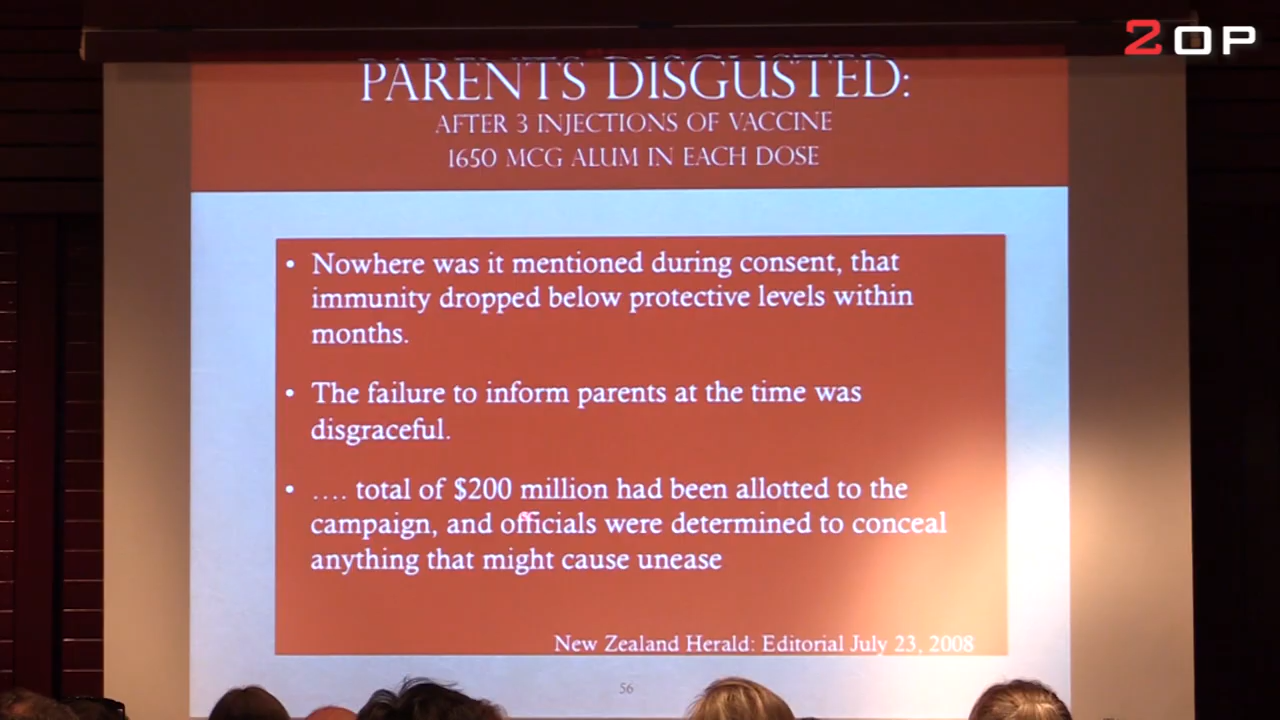 2OP
PARENTS DISGUSTED:
AFTER 3 INJECTIONS OF VACCINE
1650 MCG ALUM IN EACH DOSE
• Nowhere was it mentioned during consent, that
immunity dropped below protective levels within
months.
• The failure to inform parents at the time was
disgraceful.
• .... total of $200 million had been allotted to the
campaign, and officials were determined to conceal
anything that might cause unease
New Zealand Herald: Editorial July 23, 2008
56